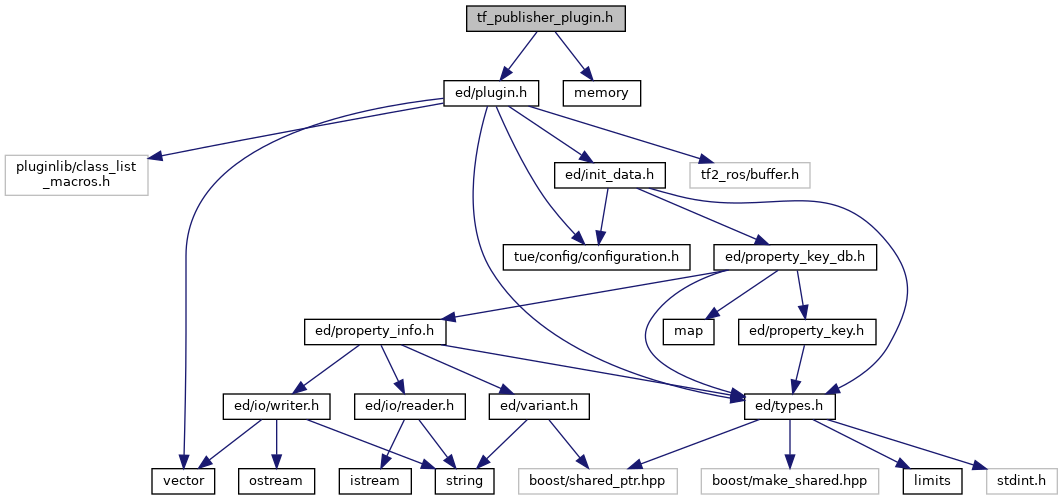 tf_publisher_plugin.h
ed/plugin.h
memory
pluginlib/class_list
_macros.h
ed/init_data.h
tf2_ros/buffer.h
tue/config/configuration.h
ed/property_key_db.h
ed/property_info.h
map
ed/property_key.h
ed/io/writer.h
ed/io/reader.h
ed/variant.h
ed/types.h
vector
ostream
istream
string
boost/shared_ptr.hpp
boost/make_shared.hpp
limits
stdint.h